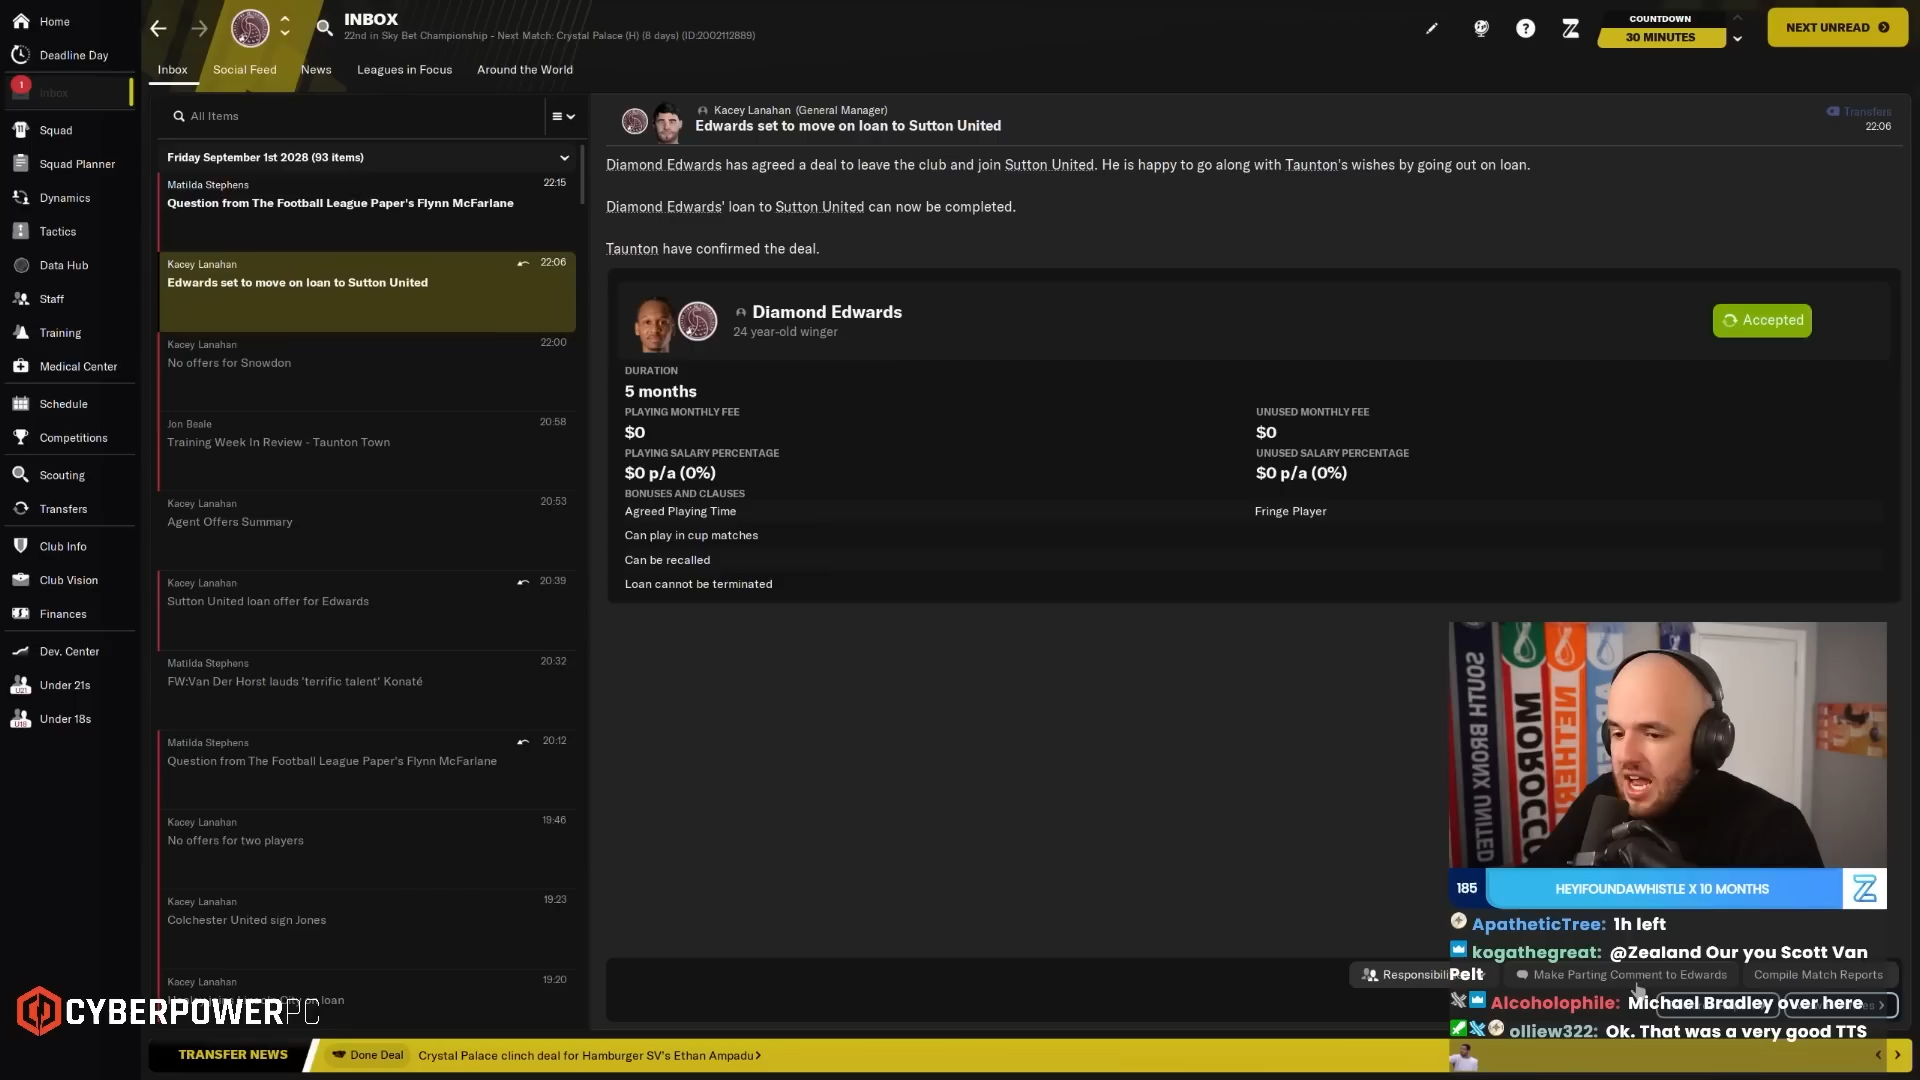 Home
Deadline Day
1
Inbox
Squad
Squad Planner
Dynamics
Tactics
Data Hub
Staff
Training
Medical Center
Schedule
Competitions
Scouting
Transfers
Club Info
Club Vision
Finances
Dev. Center
Under 21s
Under 18s
INBOX
22nd in Sky Bet Championship - Next Match: Crystal Palace (H) (8 days) (ID:2002112889)
COUNTDOWN
30 MINUTES
NEXT UNREAD
Inbox
Social Feed
News
Leagues in Focus
Around the World
All Items
Friday September 1st 2028 (93 items)
Matilda Stephens 22:15
Question from The Football League Paper's Flynn McFarlane
Kacey Lanahan 22:06
Edwards set to move on loan to Sutton United
Kacey Lanahan 22:00
No offers for Snowdon
Jon Beale 20:58
Training Week In Review - Taunton Town
Kacey Lanahan 20:53
Agent Offers Summary
Kacey Lanahan 20:39
Sutton United loan offer for Edwards
Matilda Stephens 20:32
FW:Van Der Horst lauds 'terrific talent' Konaté
Matilda Stephens 20:12
Question from The Football League Paper's Flynn McFarlane
Kacey Lanahan 19:46
No offers for two players
Kacey Lanahan 19:23
Colchester United sign Jones
Kacey Lanahan 19:20
Kacey Lanahan (General Manager)
Edwards set to move on loan to Sutton United
Transfers
22:06
Diamond Edwards has agreed a deal to leave the club and join Sutton United. He is happy to go along with Taunton's wishes by going out on loan.
Diamond Edwards' loan to Sutton United can now be completed.
Taunton have confirmed the deal.
Diamond Edwards
24 year-old winger
Accepted
DURATION
5 months
PLAYING MONTHLY FEE
$0
UNUSED MONTHLY FEE
$0
PLAYING SALARY PERCENTAGE
$0 p/a (0%)
UNUSED SALARY PERCENTAGE
$0 p/a (0%)
BONUSES AND CLAUSES
Agreed Playing Time
Fringe Player
Can play in cup matches
Can be recalled
Loan cannot be terminated
SOUTH BRONX UNITED
MOROCCO
185
HEYIFOUNDAWHISTLE X 10 MONTHS
Z
ApatheticTree: 1h left
kogathegreat: @Zealand Our you Scott Van
Pelt
Make Parting Comment to Edwards
Compile Match Reports
Alcoholophile: Michael Bradley over here
olliew322: Ok. That was a very good TTS
CYBERPOWERPC
TRANSFER NEWS
Done Deal
Crystal Palace clinch deal for Hamburger SV's Ethan Ampadu>